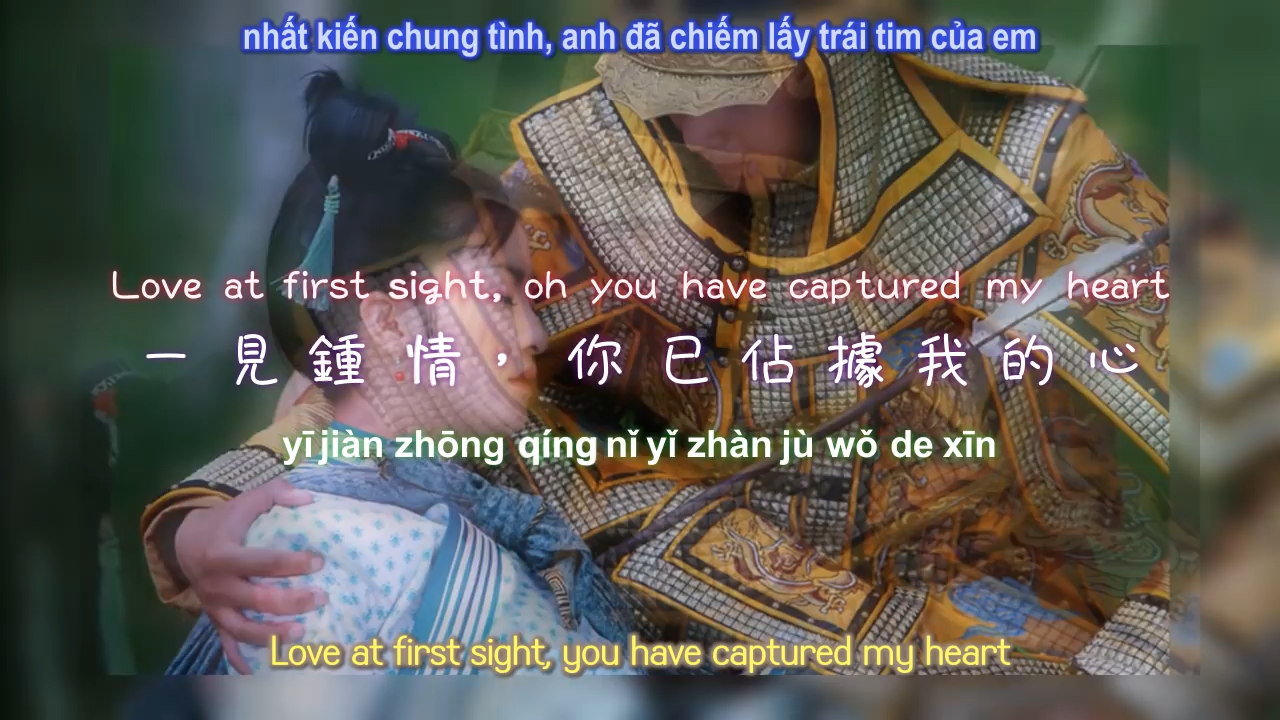 nhất kiến chung tình, anh đã chiếm lấy trái tim của em
Love at first sight, oh you have captured my heart
一見鍾情，你已佔據我的心
yī jiàn zhōng qíng nǐ yǐ zhàn jù wǒ de xīn
Love at first sight, you have captured my heart